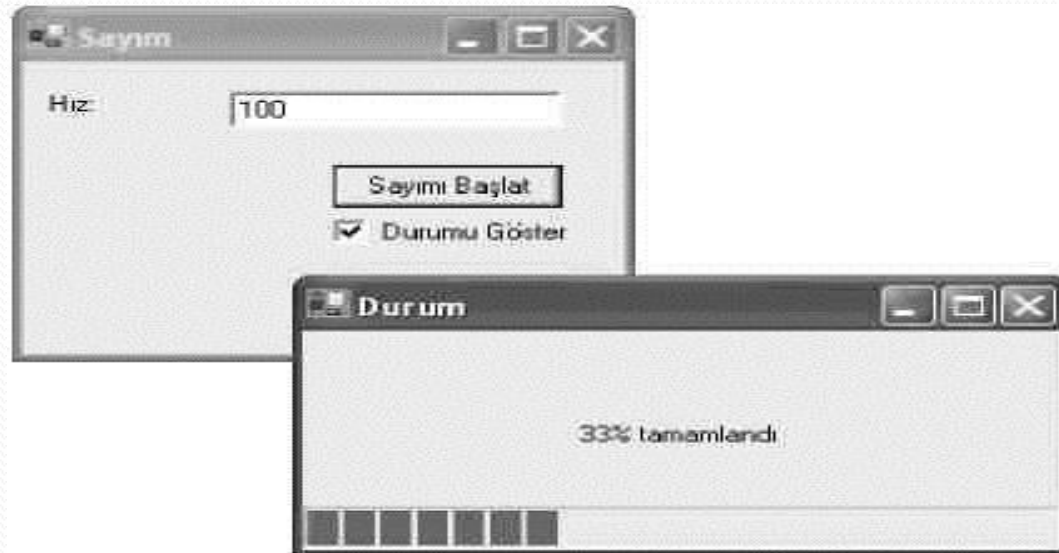 Sayım
Hız:
100
Sayımı Başlat
Durumu Göster
Durum
33% tamamlandı